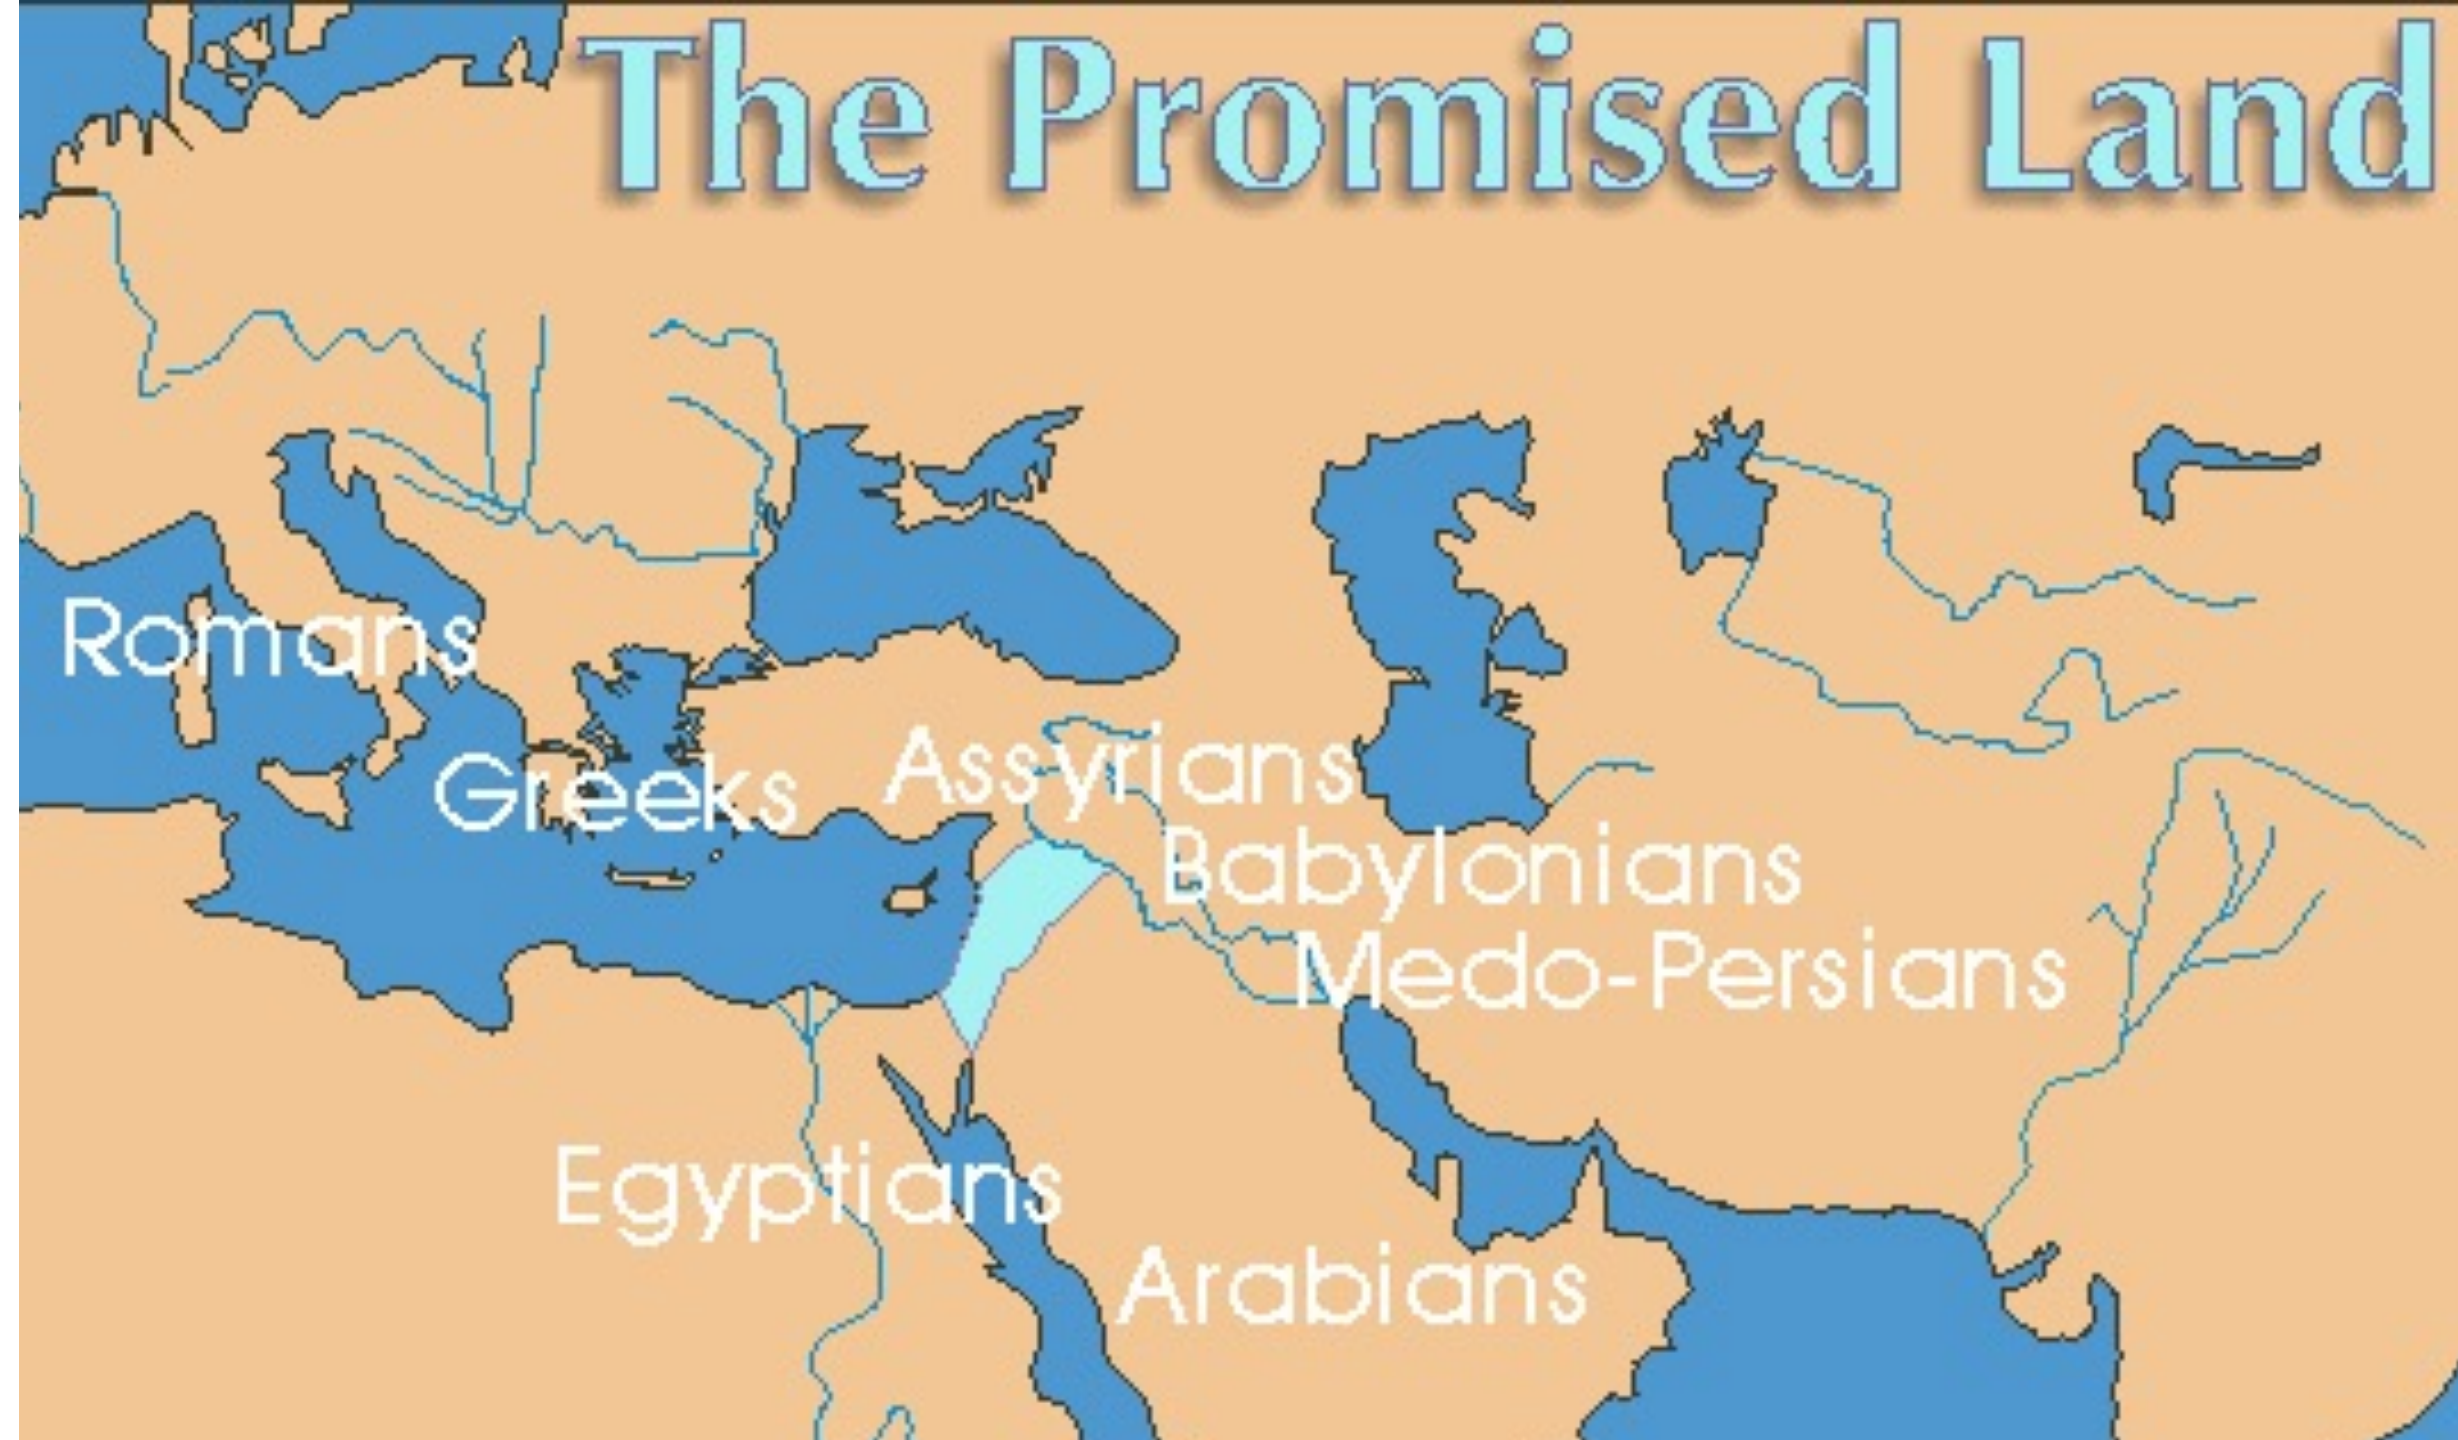 The Promised Land
Romans
Greeks
Assyrians
Babylonians
Medo-Persians
Egyptians
Arabians